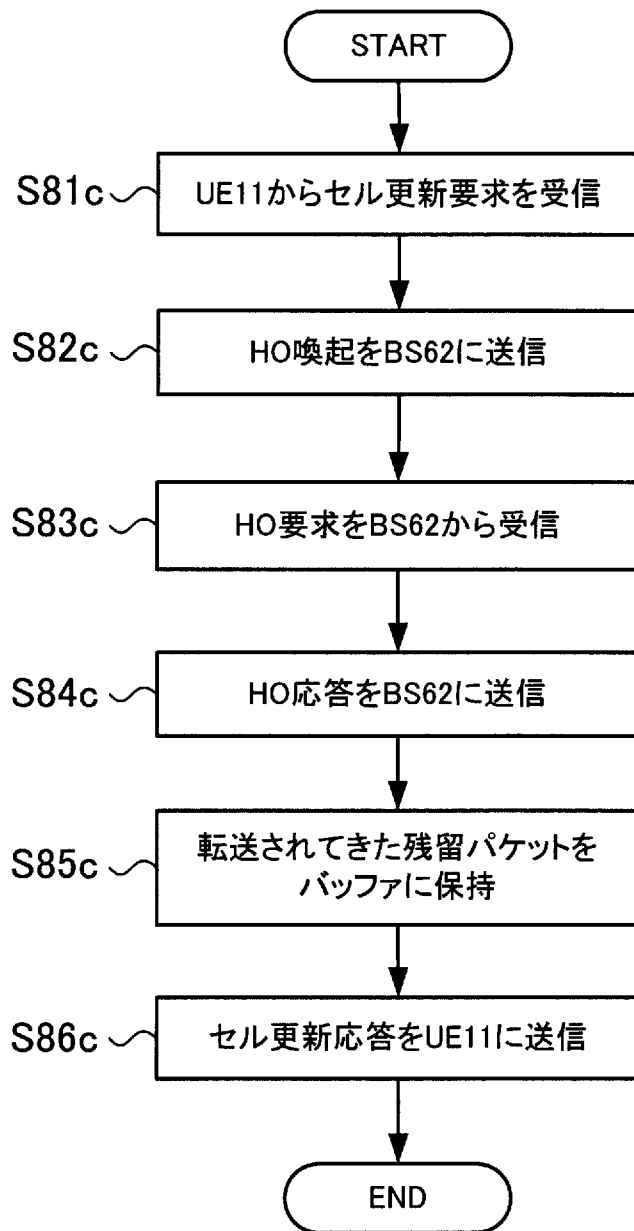 START
S81c
UE11からセル更新要求を受信
S82c
HO喚起をBS62に送信
S83c
HO要求をBS62から受信
S84c
HO応答をBS62に送信
S85c
転送されてきた残留パケットを
バッファに保持
S86c
セル更新応答をUE11に送信
END